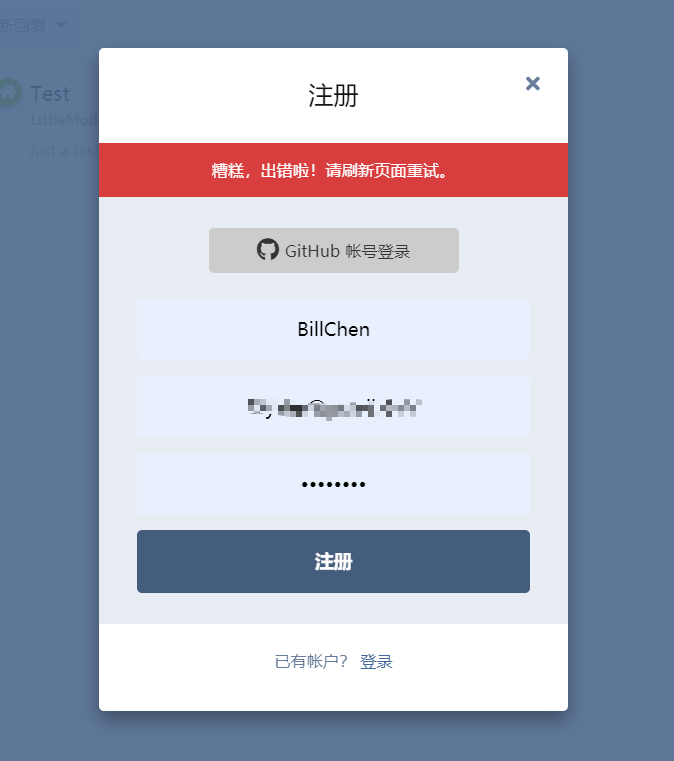 新回复
注册
Test
LittleMod
just a test
糟糕，出错啦！请刷新页面重试。
GitHub 帐号登录
BillChen
••••••••
注册
已有帐户？ 登录